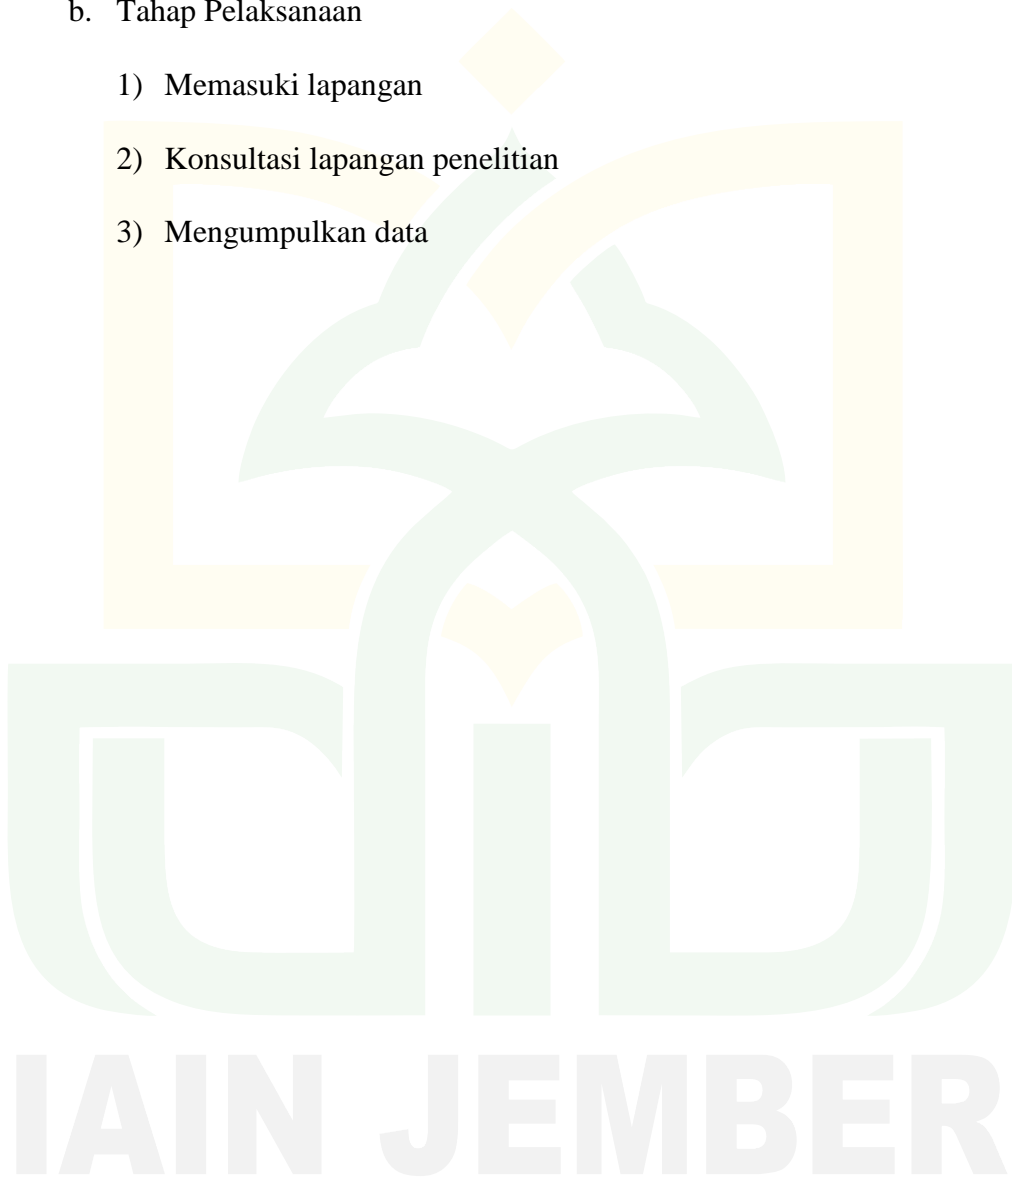 b. Tahap Pelaksanaan
1) Memasuki lapangan
2) Konsultasi lapangan penelitian
3) Mengumpulkan data
IAIN JEMBER